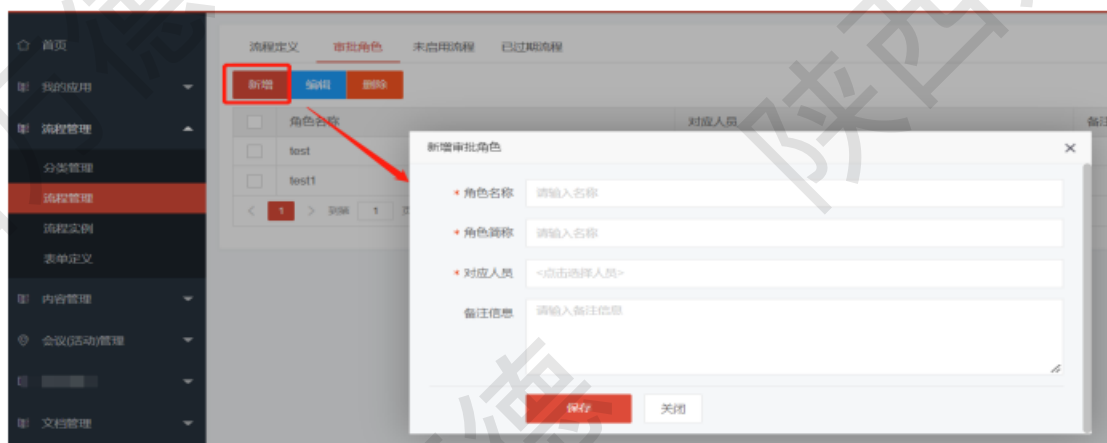 首页
我的应用
流程管理
分类管理
流程管理
流程实例
表单定义
内容管理
会议(活动)管理
文档管理
流程定义 审批角色 未启用流程 已过期流程
新增 编辑 删除
角色名称 对应人员 备注
test
test1
< 1 > 到第 1 页
新增审批角色 ×
* 角色名称 请输入名称
* 角色简称 请输入名称
* 对应人员 <点击选择人员>
备注信息 请输入备注信息
保存 关闭
陕西
德
德